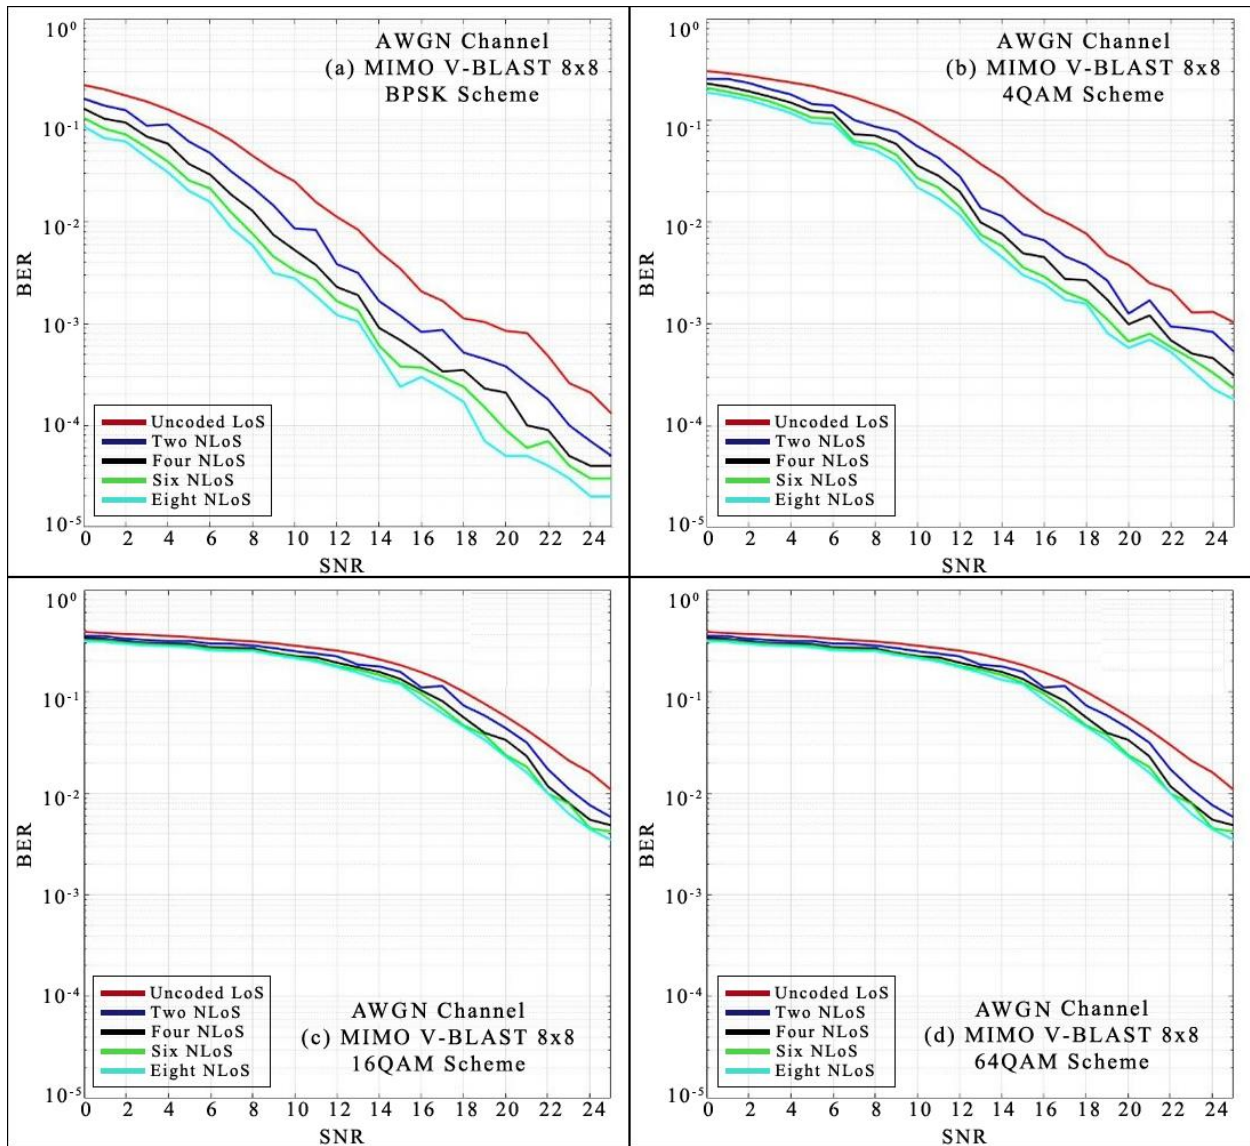 AWGN Channel
(a) MIMO V-BLAST 8x8
BPSK Scheme
10⁰
10⁻¹
10⁻²
10⁻³
10⁻⁴
10⁻⁵
BER
Uncoded LoS
Two NLoS
Four NLoS
Six NLoS
Eight NLoS
0 2 4 6 8 10 12 14 16 18 20 22 24
SNR
AWGN Channel
(b) MIMO V-BLAST 8x8
4QAM Scheme
10⁰
10⁻¹
10⁻²
10⁻³
10⁻⁴
10⁻⁵
BER
Uncoded LoS
Two NLoS
Four NLoS
Six NLoS
Eight NLoS
0 2 4 6 8 10 12 14 16 18 20 22 24
SNR
10⁰
10⁻¹
10⁻²
10⁻³
10⁻⁴
10⁻⁵
BER
Uncoded LoS
Two NLoS
Four NLoS
Six NLoS
Eight NLoS
AWGN Channel
(c) MIMO V-BLAST 8x8
16QAM Scheme
0 2 4 6 8 10 12 14 16 18 20 22 24
SNR
10⁰
10⁻¹
10⁻²
10⁻³
10⁻⁴
10⁻⁵
BER
Uncoded LoS
Two NLoS
Four NLoS
Six NLoS
Eight NLoS
AWGN Channel
(d) MIMO V-BLAST 8x8
64QAM Scheme
0 2 4 6 8 10 12 14 16 18 20 22 24
SNR